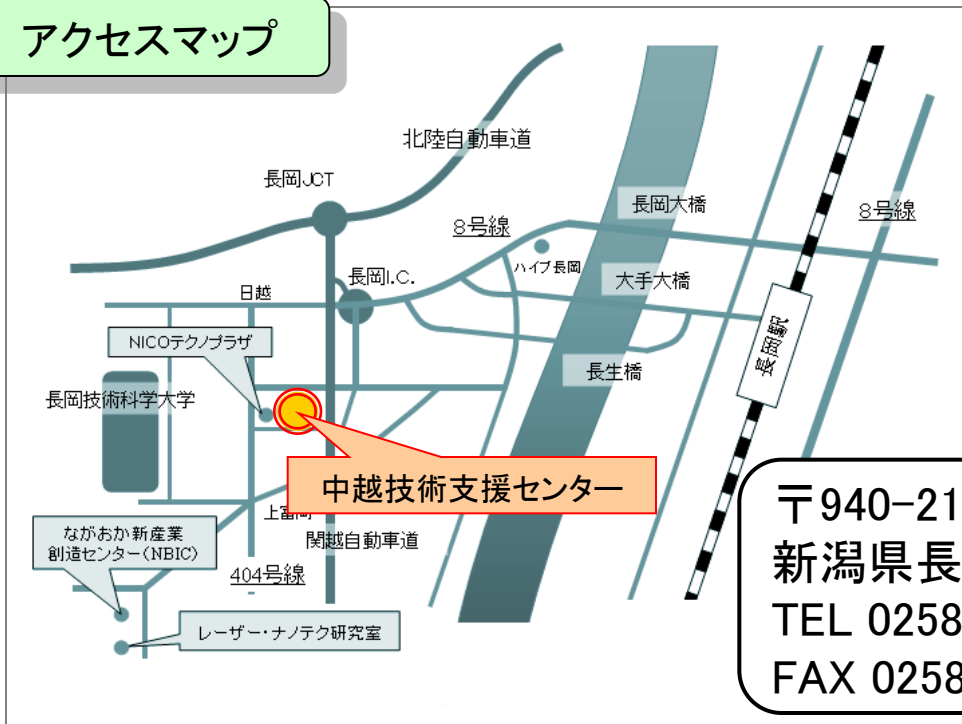 アクセスマップ
北陸自動車道
長岡JCT
長岡大橋
8号線
8号線
ハイブ長岡
長岡I.C.
大手大橋
日越
NICOテクノプラザ
長岡駅
長生橋
長岡技術科学大学
中越技術支援センター
上富岡
ながおか新産業
創造センター(NBIC)
関越自動車道
404号線
レーザー・ナノテク研究室
〒940-21
新潟県長
TEL 0258
FAX 0258